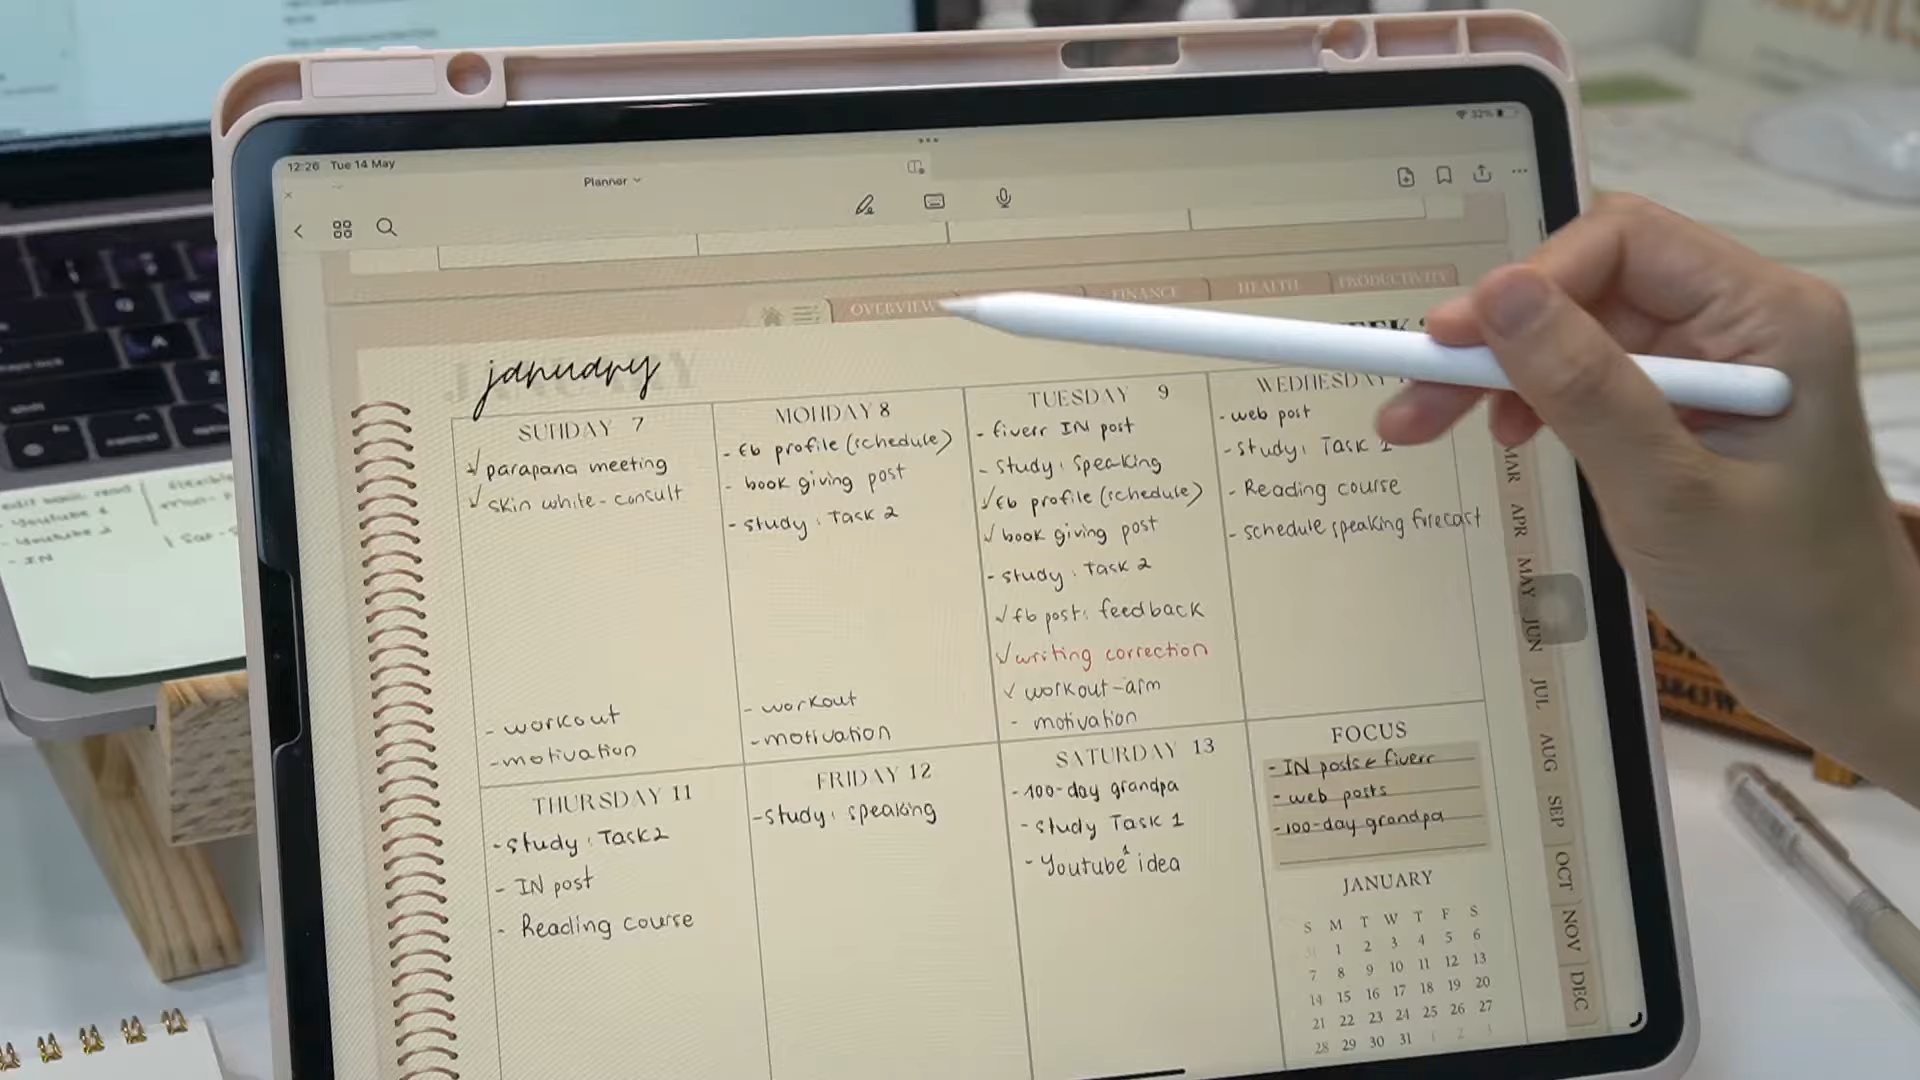 12:26 Tue 14 May
32%
Planner
OVERVIEW
FINANCE
HEALTH
PRODUCTIVITY
january
SUNDAY 7
✓ parapana meeting
✓ skin white-consult
- workout
- motivation
MONDAY 8
- fb profile (schedule)
- book giving post
- study: Task 2
- workout
- motivation
TUESDAY 9
- fiverr IN post
- study: speaking
✓ fb profile (schedule)
✓ book giving post
- study: Task 2
✓ fb post: feedback
✓ writing correction
✓ workout-arm
- motivation
WEDNESDAY
- web post
- study: Task 1
- Reading course
- schedule speaking forecast
THURSDAY 11
- study: Task 2
- IN post
- Reading course
FRIDAY 12
- study: speaking
SATURDAY 13
- 100-day grandpa
- study Task 1
- Youtube 1 idea
FOCUS
- IN posts & fiverr
- web posts
- 100-day grandpa
JANUARY
S M T W T F S
31 1 2 3 4 5 6
7 8 9 10 11 12 13
14 15 16 17 18 19 20
21 22 23 24 25 26 27
28 29 30 31 1 2 3
MAR
APR
MAY
JUN
JUL
AUG
SEP
OCT
NOV
DEC